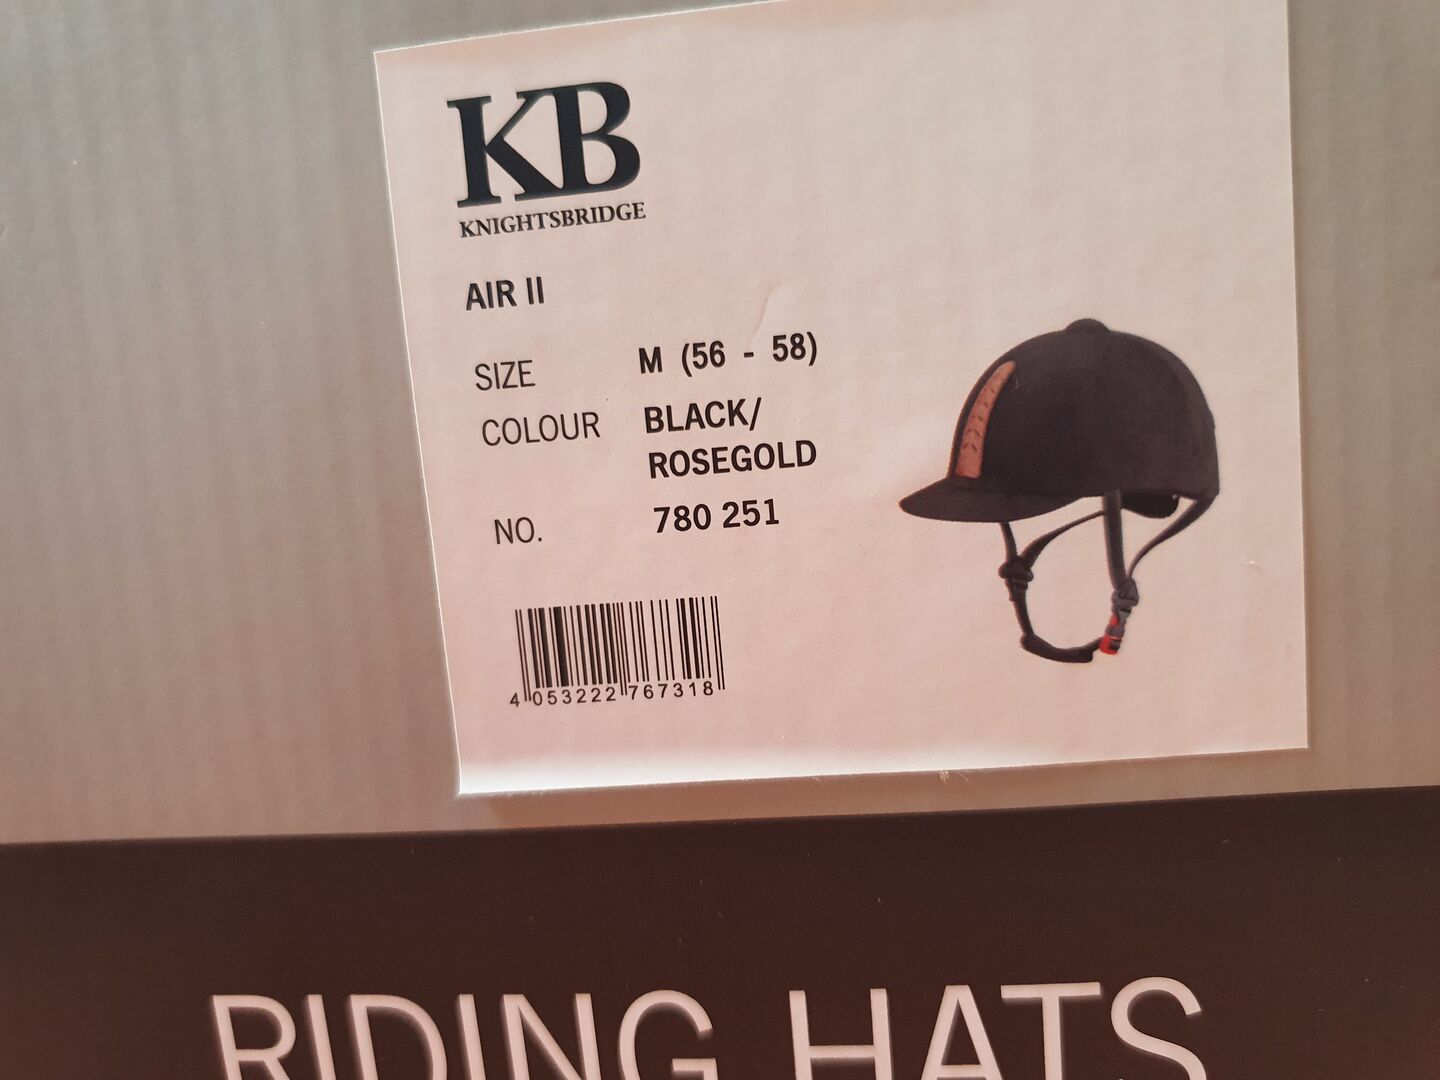 KB
KNIGHTSBRIDGE
AIR II
SIZE M (56 - 58)
COLOUR BLACK/
ROSEGOLD
NO. 780 251
4 053222 767318
RIDING HATS